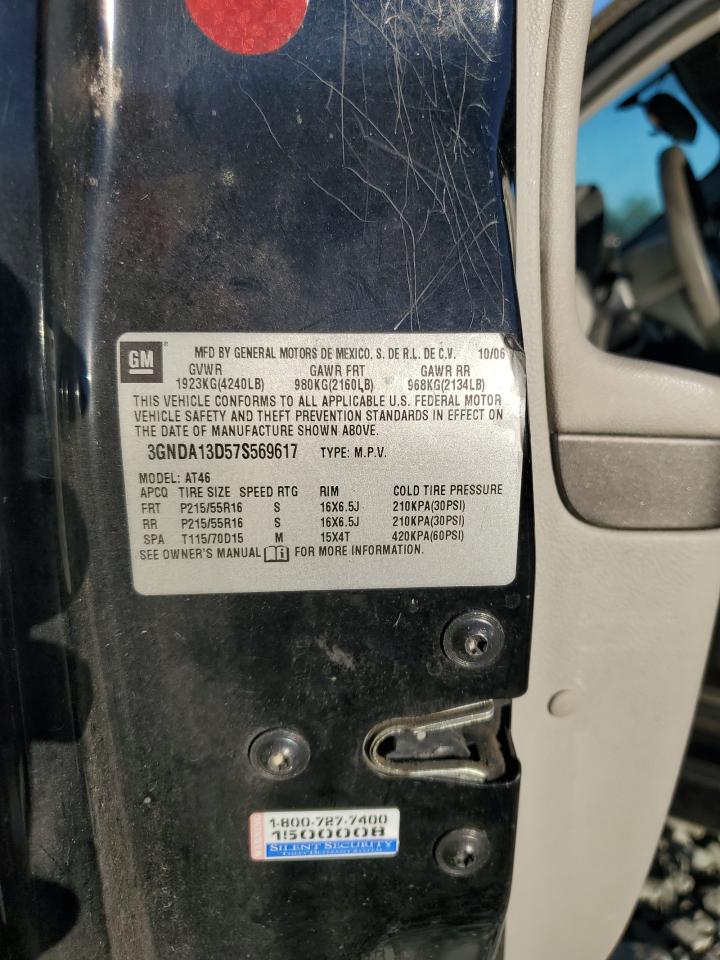 GM
MFD BY GENERAL MOTORS DE MEXICO, S. DE R.L. DE C.V. 10/06
GVWR GAWR FRT GAWR RR
1923KG(4240LB) 980KG(2160LB) 968KG(2134LB)
THIS VEHICLE CONFORMS TO ALL APPLICABLE U.S. FEDERAL MOTOR
VEHICLE SAFETY AND THEFT PREVENTION STANDARDS IN EFFECT ON
THE DATE OF MANUFACTURE SHOWN ABOVE.
3GNDA13D57S569617 TYPE: M.P.V.
MODEL: AT46
APCQ TIRE SIZE SPEED RTG RIM COLD TIRE PRESSURE
FRT P215/55R16 S 16X6.5J 210KPA(30PSI)
RR P215/55R16 S 16X6.5J 210KPA(30PSI)
SPA T115/70D15 M 15X4T 420KPA(60PSI)
SEE OWNER'S MANUAL FOR MORE INFORMATION.
1-800-727-7400
1500008
SILENT SECURITY
THEFT DETERRENT SYSTEM